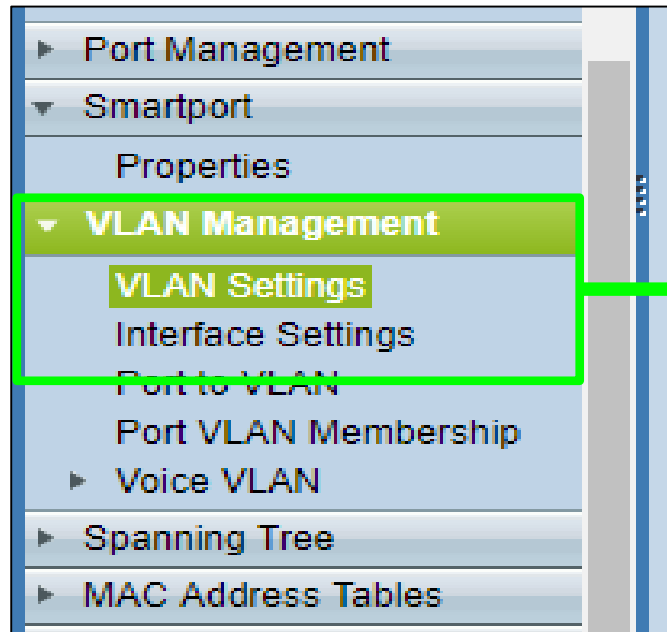 Port Management
Smartport
Properties
VLAN Management
VLAN Settings
Interface Settings
Port to VLAN
Port VLAN Membership
Voice VLAN
Spanning Tree
MAC Address Tables